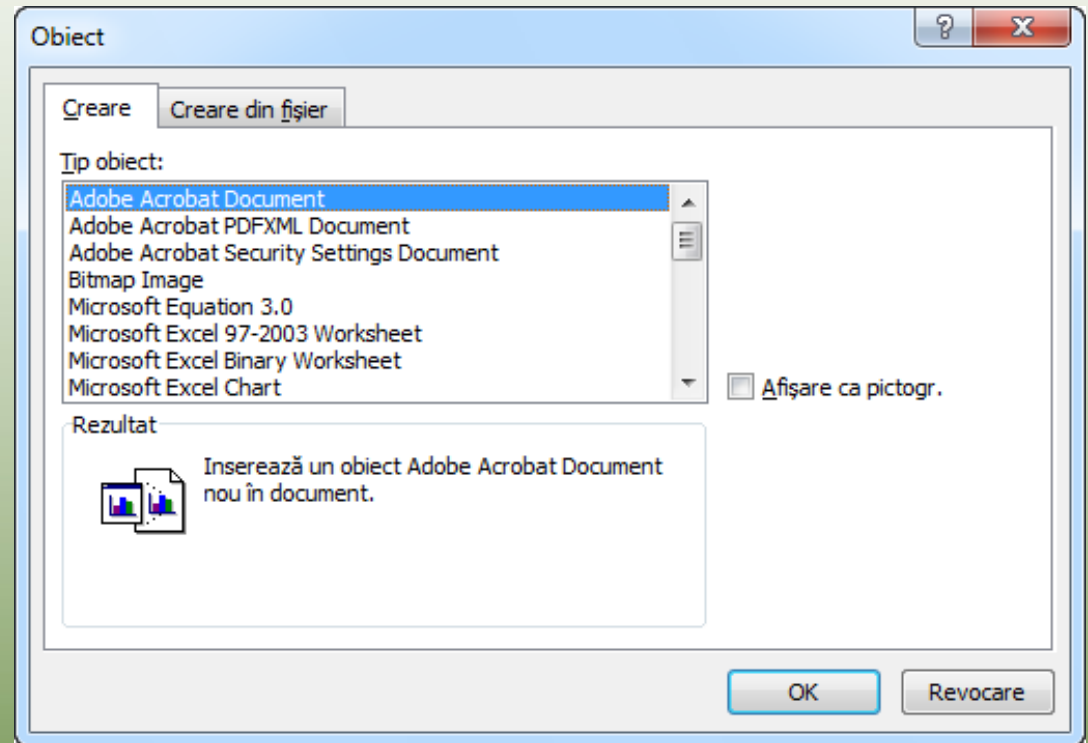 Obiect
Creare
Creare din fişier
Tip obiect:
Adobe Acrobat Document
Adobe Acrobat PDFXML Document
Adobe Acrobat Security Settings Document
Bitmap Image
Microsoft Equation 3.0
Microsoft Excel 97-2003 Worksheet
Microsoft Excel Binary Worksheet
Microsoft Excel Chart
Afişare ca pictogr.
Rezultat
Inserează un obiect Adobe Acrobat Document
nou în document.
OK
Revocare